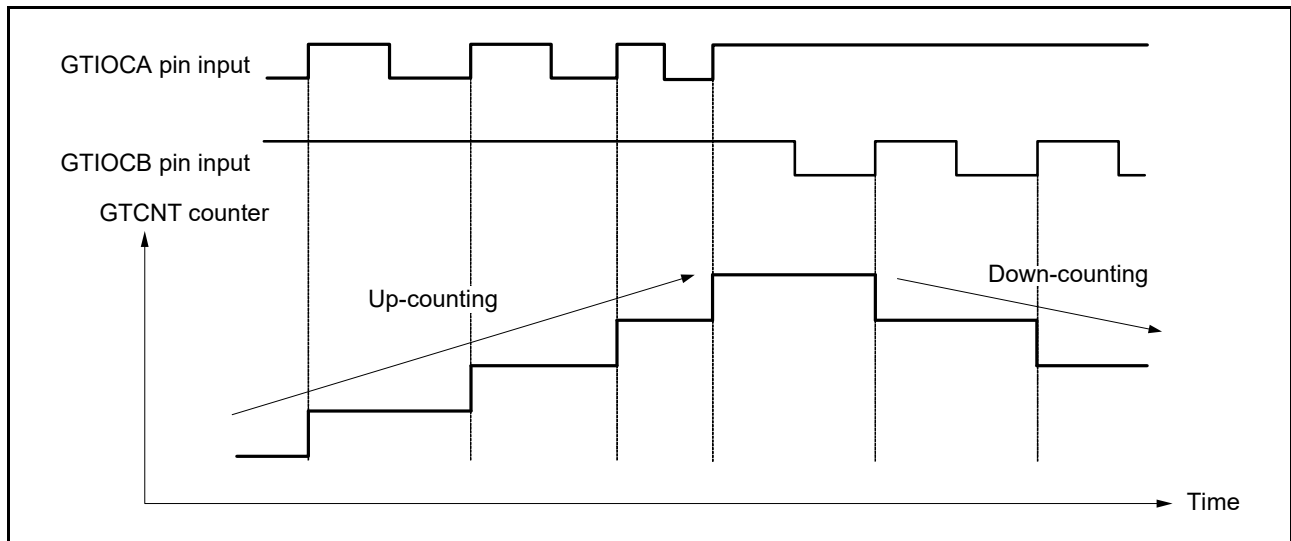 GTIOCA pin input
GTIOCB pin input
GTCNT counter
Up-counting
Down-counting
Time